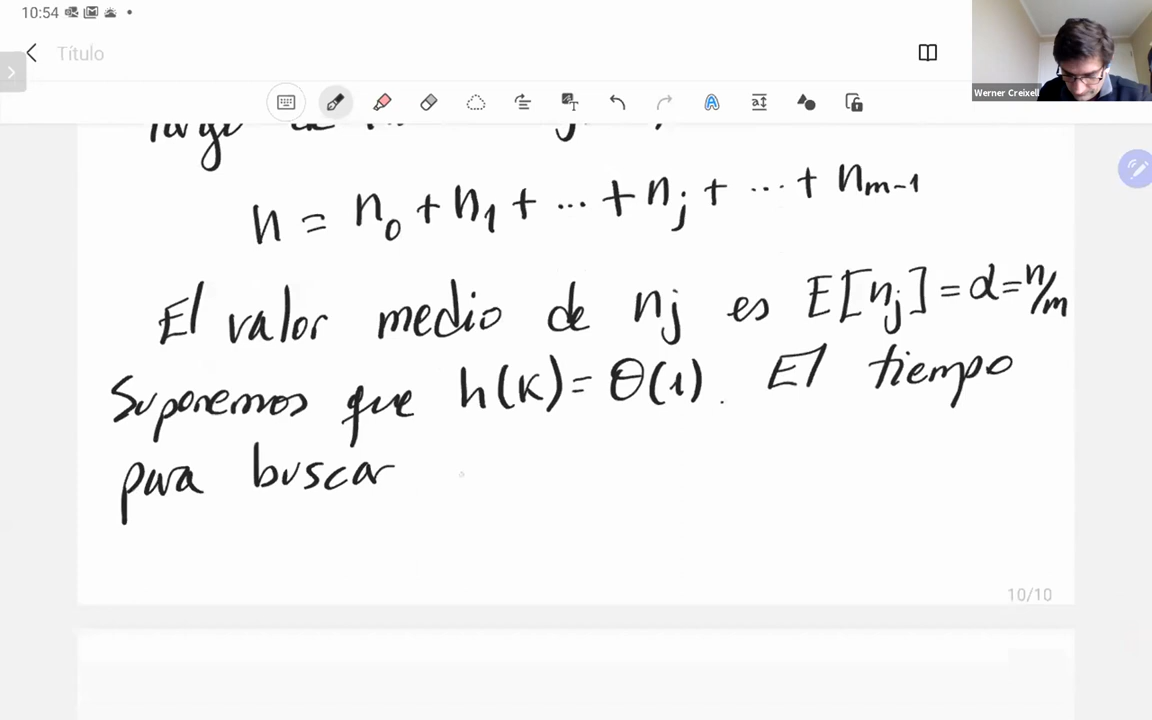 10:54
Título
Werner Creixell
n = n₀ + n₁ + ... + nⱼ + ... + nₘ₋₁
El valor medio de nj es E[nⱼ] = α = n/m
Suponemos que h(k) = Θ(1). El tiempo
para buscar
10/10